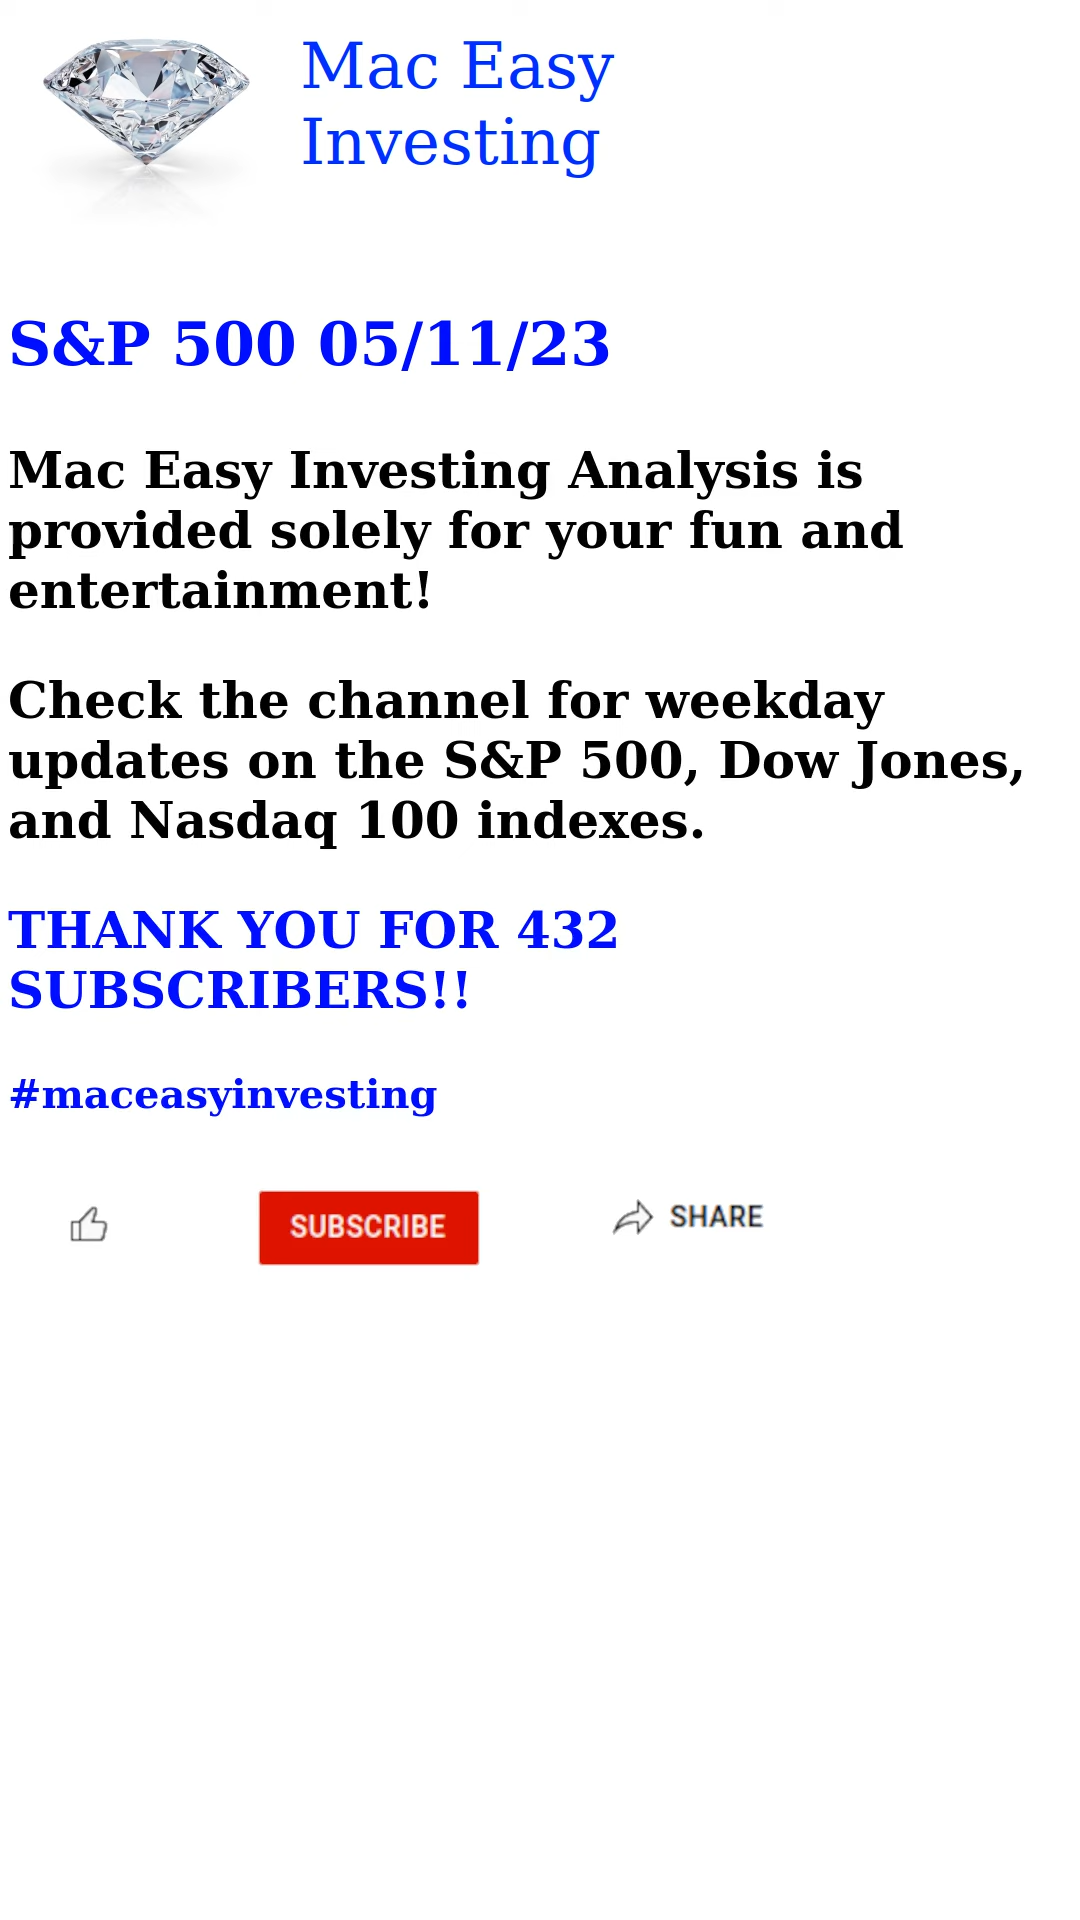 Mac Easy
Investing
S&P 500 05/11/23
Mac Easy Investing Analysis is
provided solely for your fun and
entertainment!
Check the channel for weekday
updates on the S&P 500, Dow Jones,
and Nasdaq 100 indexes.
THANK YOU FOR 432
SUBSCRIBERS!!
#maceasyinvesting
SUBSCRIBE
SHARE